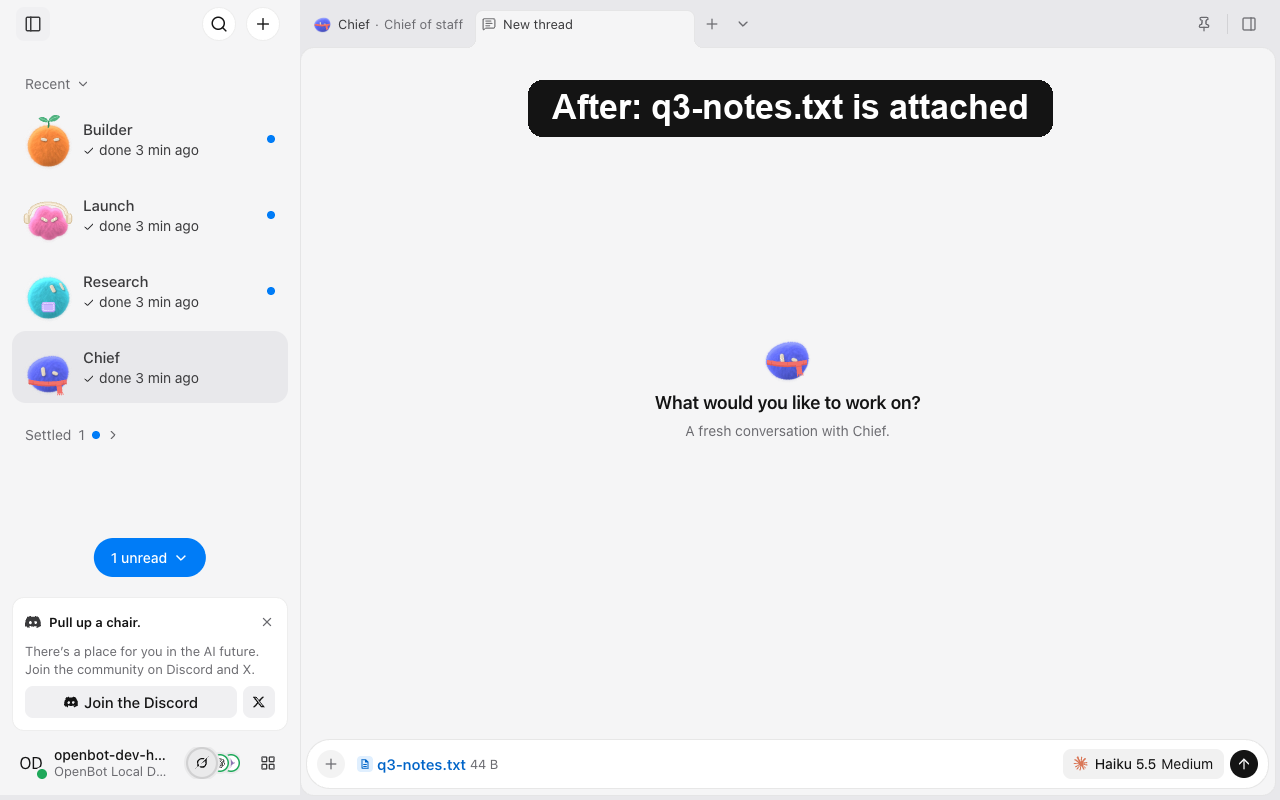 Chief · Chief of staff
New thread
After: q3-notes.txt is attached
Recent
Builder
done 3 min ago
Launch
done 3 min ago
Research
done 3 min ago
Chief
done 3 min ago
Settled 1
1 unread
Pull up a chair.
There's a place for you in the AI future.
Join the community on Discord and X.
Join the Discord
OD
openbot-dev-h...
OpenBot Local D...
What would you like to work on?
A fresh conversation with Chief.
q3-notes.txt 44 B
Haiku 5.5 Medium